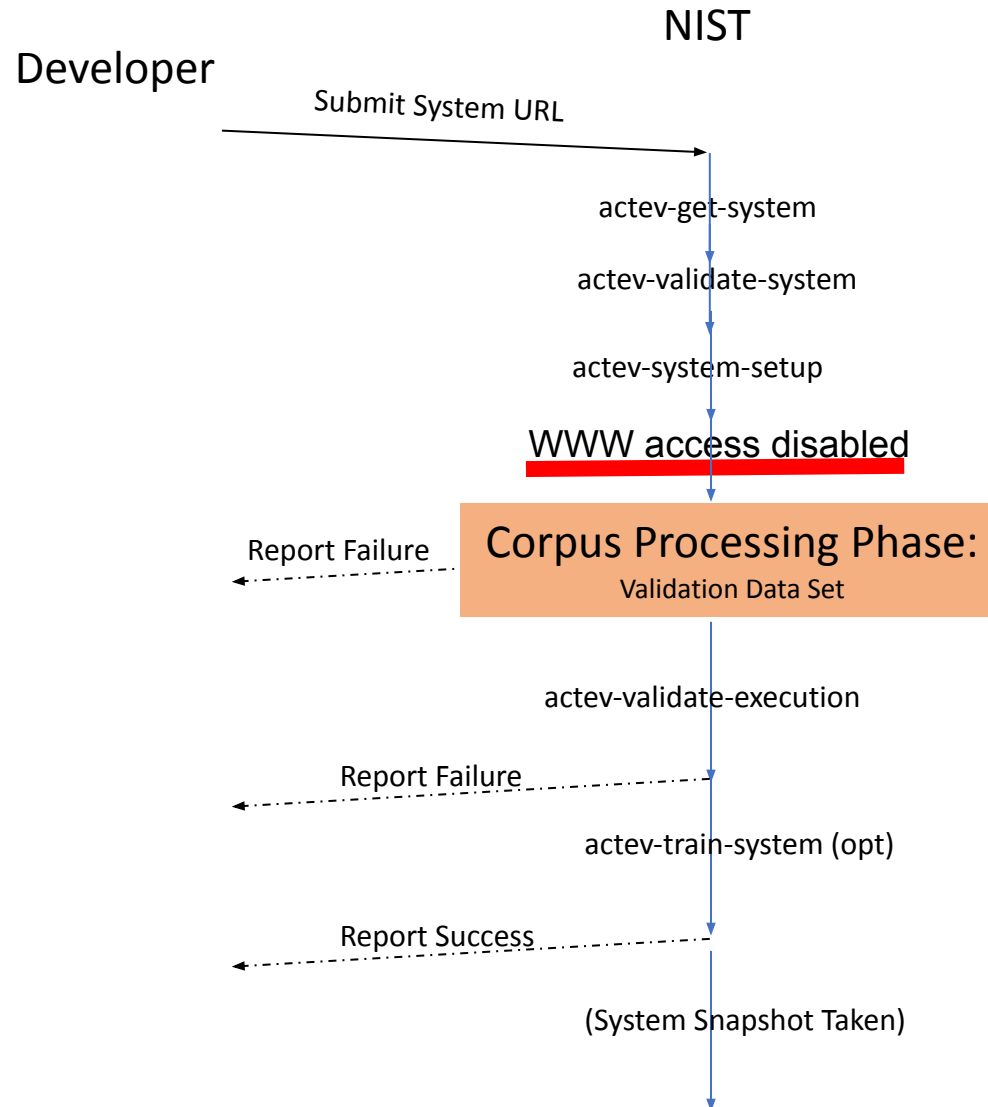 NIST
Developer
Submit System URL
actev-get-system
actev-validate-system
actev-system-setup
WWW access disabled
Corpus Processing Phase:
Validation Data Set
Report Failure
actev-validate-execution
Report Failure
actev-train-system (opt)
Report Success
(System Snapshot Taken)